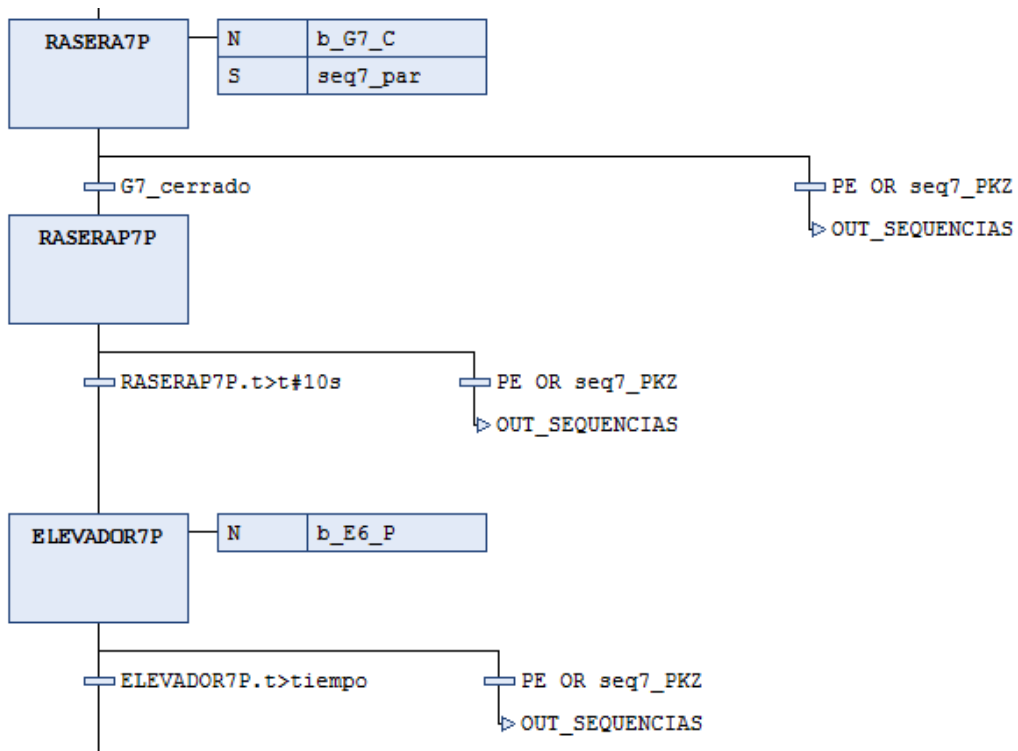 RASERA7P
N b_G7_C
S seq7_par
G7_cerrado
PE OR seq7_PKZ
OUT_SEQUENCIAS
RASERAP7P
RASERAP7P.t>t#10s
PE OR seq7_PKZ
OUT_SEQUENCIAS
ELEVADOR7P
N b_E6_P
ELEVADOR7P.t>tiempo
PE OR seq7_PKZ
OUT_SEQUENCIAS